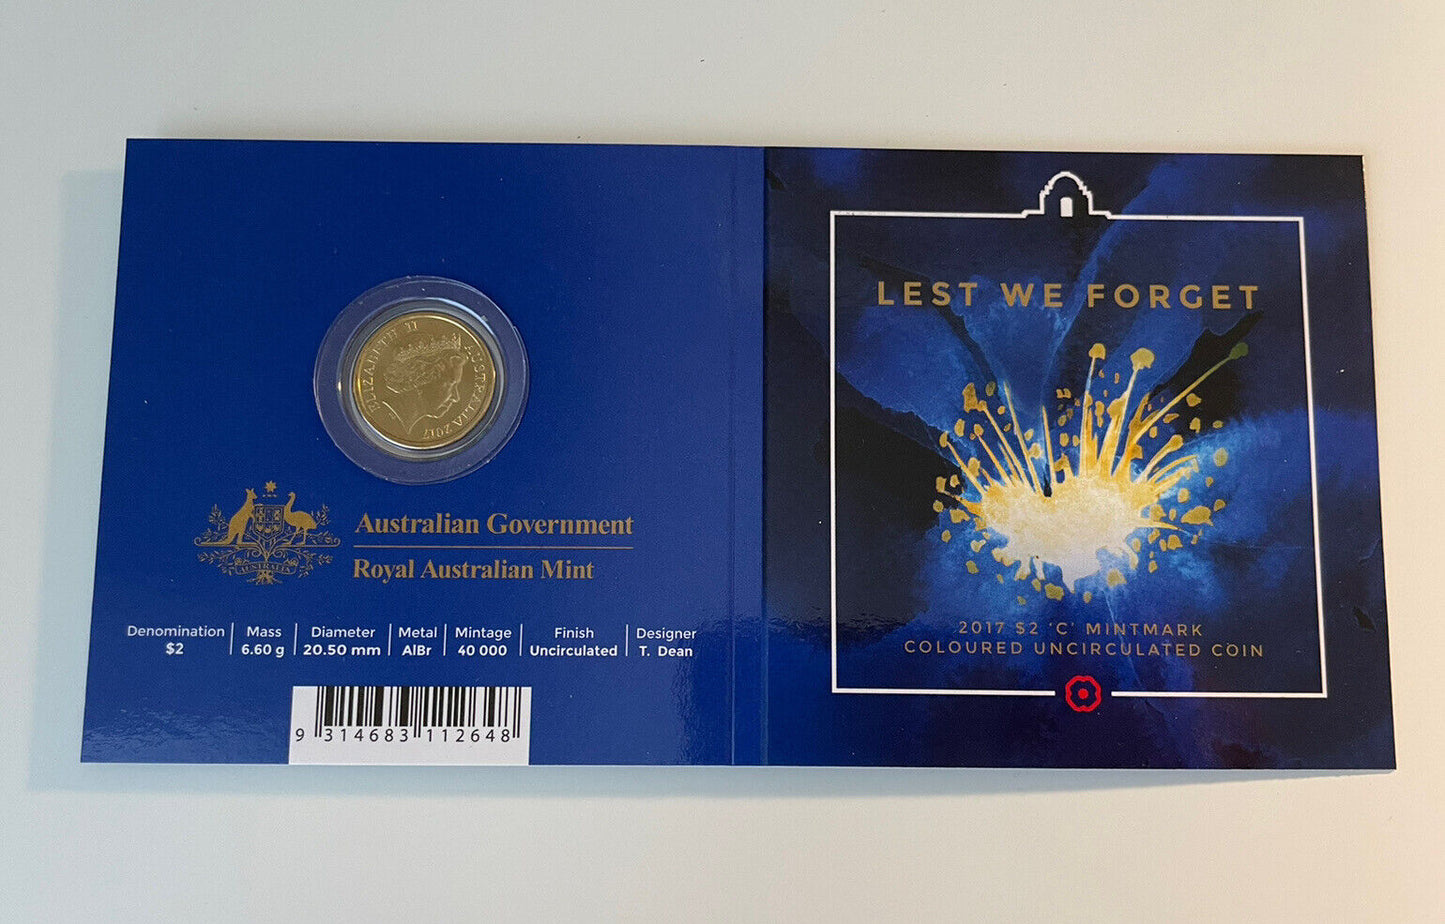 ELIZABETH II
AUSTRALIA 2017
AUSTRALIA
Australian Government
Royal Australian Mint
Denomination
$2
Mass
6.60 g
Diameter
20.50 mm
Metal
AlBr
Mintage
40 000
Finish
Uncirculated
Designer
T. Dean
9 314683 112648
LEST WE FORGET
2017 $2 'C' MINTMARK
COLOURED UNCIRCULATED COIN